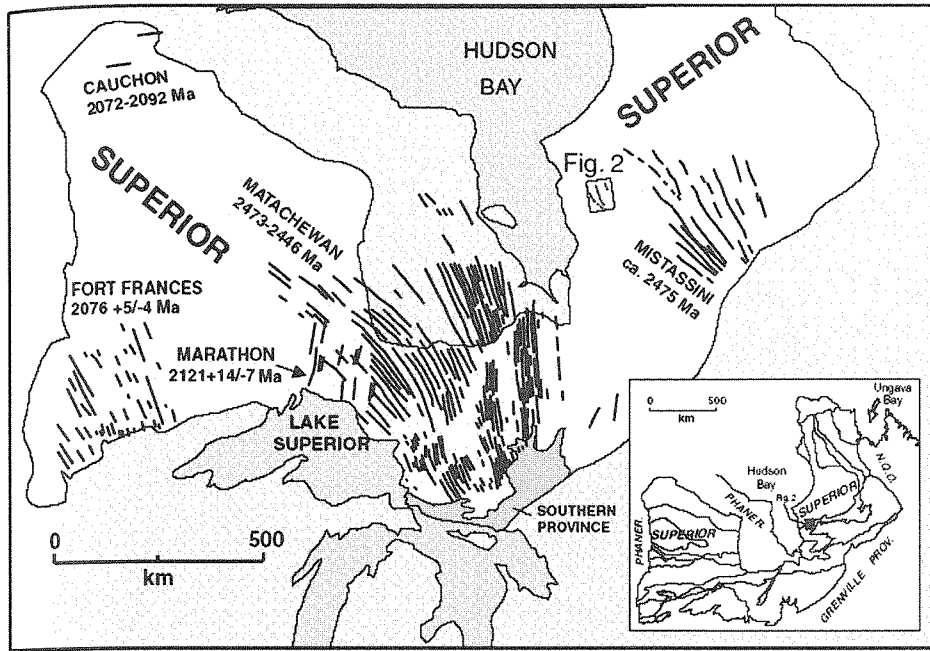 HUDSON
BAY
SUPERIOR
CAUCHON
2072-2092 Ma
SUPERIOR
Fig. 2
MATACHEWAN
2473-2446 Ma
MISTASSINI
ca. 2475 Ma
FORT FRANCES
2076 +5/-4 Ma
MARATHON
2121+14/-7 Ma
LAKE
SUPERIOR
SOUTHERN
PROVINCE
0 500
km
0 500
km
Ungava
Bay
N.Q.O.
Hudson
Bay
Fig. 2
PHANER.
SUPERIOR
PHANER.
SUPERIOR
GRENVILLE PROV.